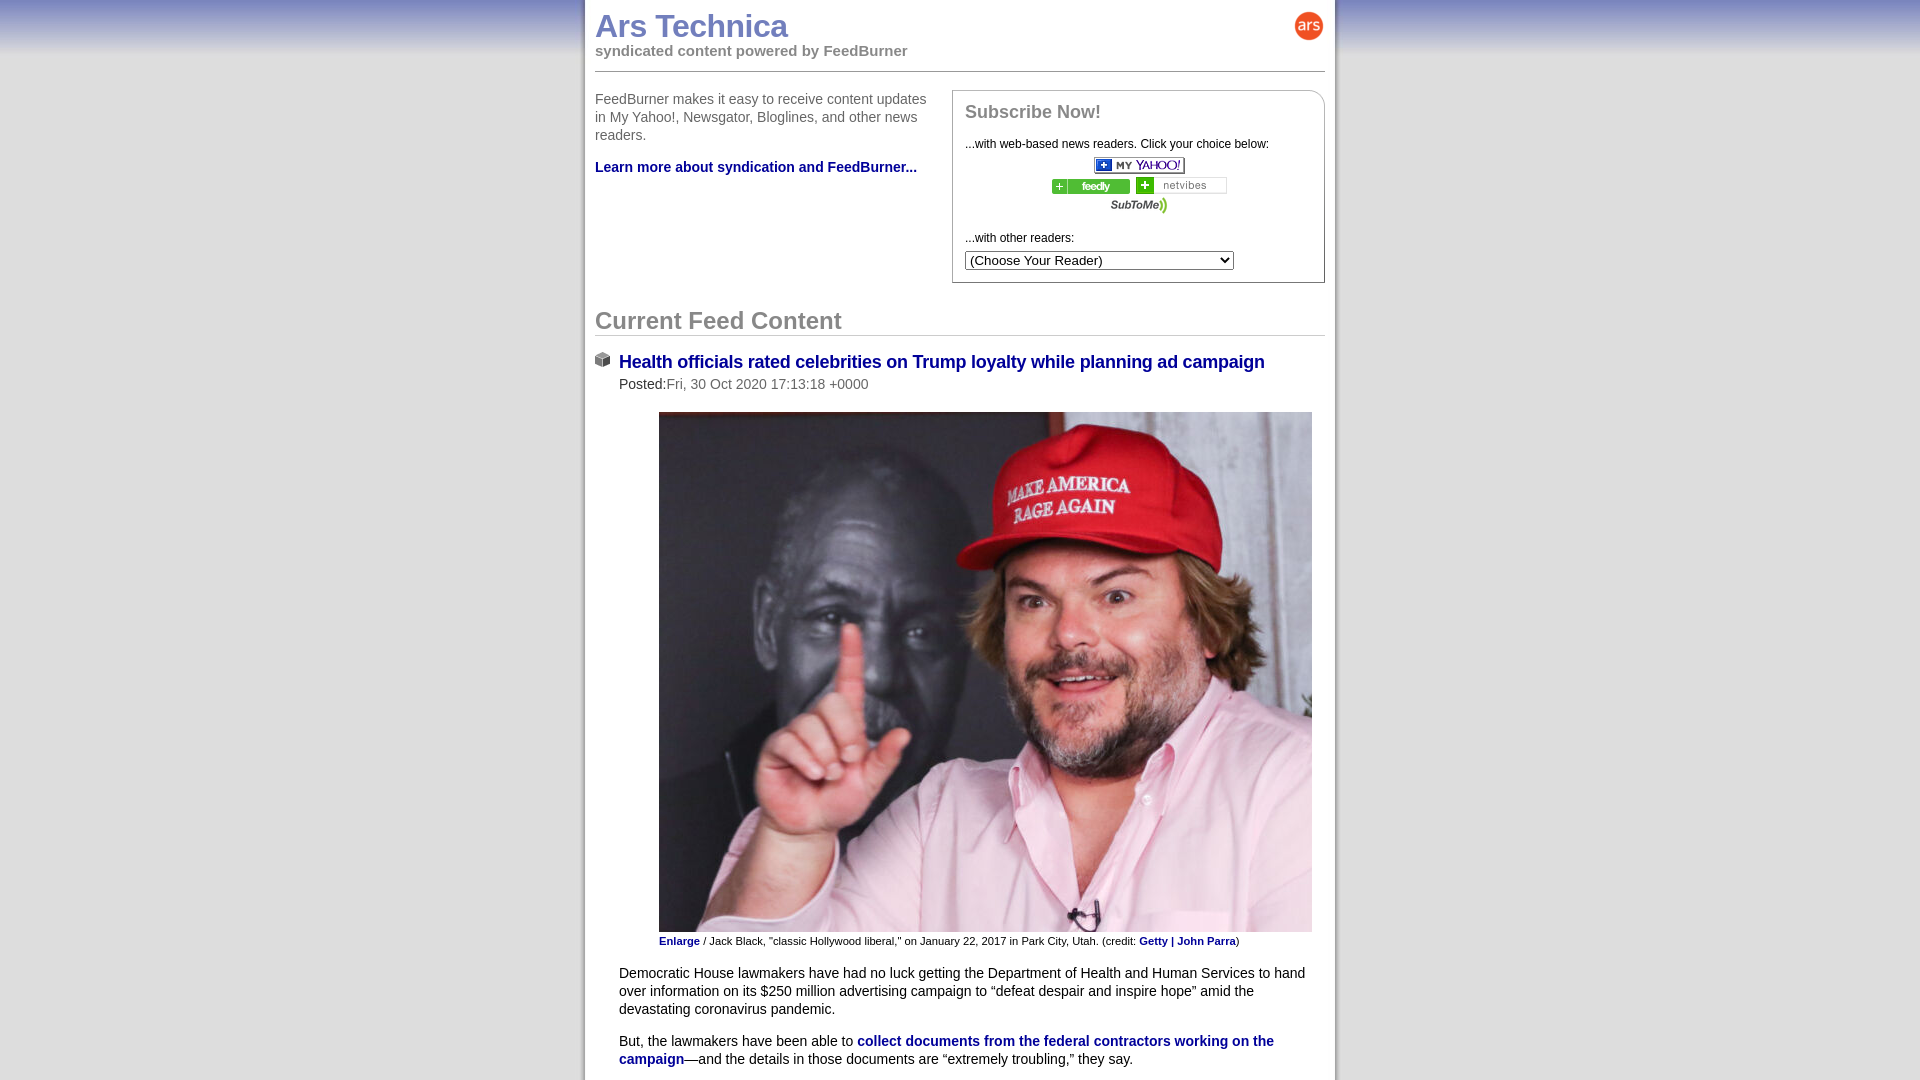 Ars Technica
ars
syndicated content powered by FeedBurner
FeedBurner makes it easy to receive content updates
in My Yahoo!, Newsgator, Bloglines, and other news
readers.
Learn more about syndication and FeedBurner...
Subscribe Now!
...with web-based news readers. Click your choice below:
MY YAHOO!
feedly netvibes
SubToMe
...with other readers:
(Choose Your Reader)
Current Feed Content
Health officials rated celebrities on Trump loyalty while planning ad campaign
Posted:Fri, 30 Oct 2020 17:13:18 +0000
MAKE AMERICA
RAGE AGAIN
Enlarge / Jack Black, "classic Hollywood liberal," on January 22, 2017 in Park City, Utah. (credit: Getty | John Parra)
Democratic House lawmakers have had no luck getting the Department of Health and Human Services to hand
over information on its $250 million advertising campaign to “defeat despair and inspire hope” amid the
devastating coronavirus pandemic.
But, the lawmakers have been able to collect documents from the federal contractors working on the
campaign—and the details in those documents are “extremely troubling,” they say.